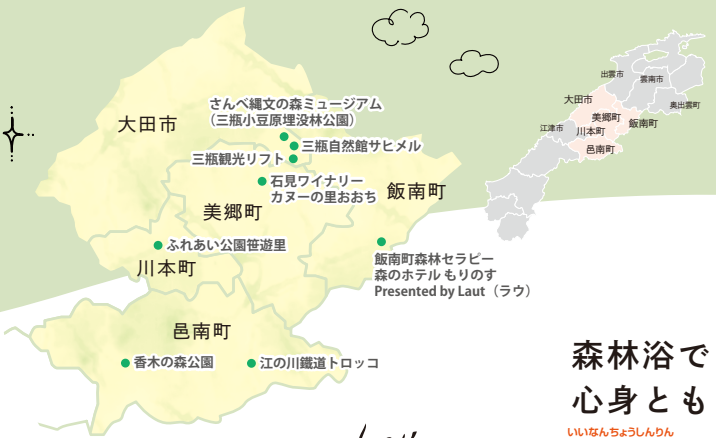 大田市
さんべ縄文の森ミュージアム
（三瓶小豆原埋没林公園）
三瓶自然館サヒメル
三瓶観光リフト
石見ワイナリー
カヌーの里おおち
美郷町
飯南町
ふれあい公園笹遊里
川本町
飯南町森林セラピー
森のホテル もりのす
Presented by Laut（ラウ）
邑南町
香木の森公園
江の川鐵道トロッコ
出雲市
雲南市
大田市
奥出雲町
美郷町
飯南町
江津市
川本町
邑南町
森林浴で
心身とも
いいなんちょうしんりん